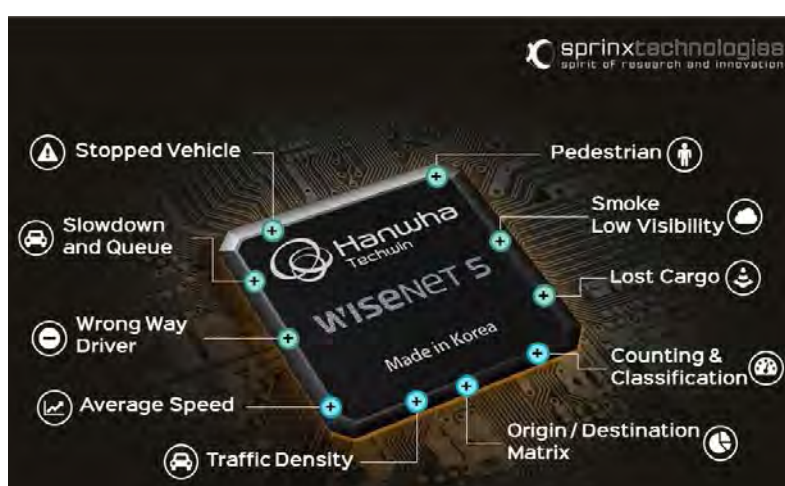 sprinxtechnologies
spirit of research and innovation
Stopped Vehicle
Pedestrian
Slowdown
and Queue
Smoke
Low Visibility
Hanwha
Techwin
WISENET 5
Made in Korea
Lost Cargo
Wrong Way
Driver
Counting &
Classification
Average Speed
Origin / Destination
Matrix
Traffic Density